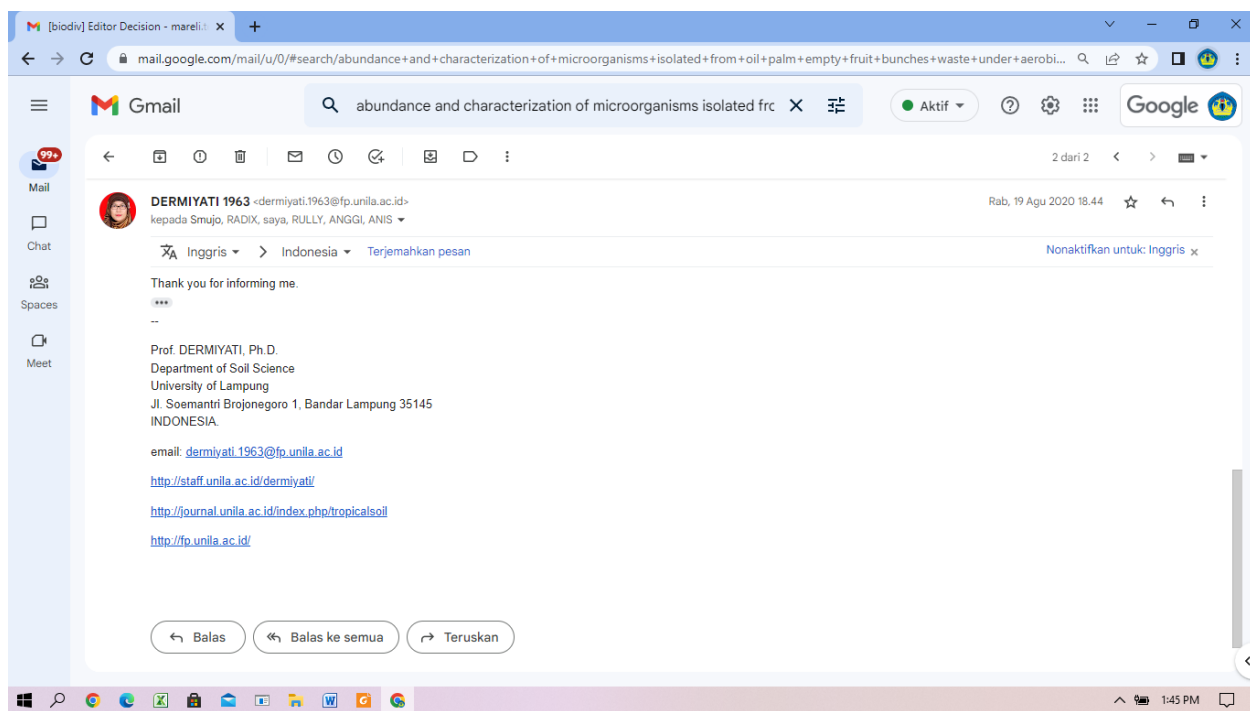 [biodiv] Editor Decision - mareli.t
mail.google.com/mail/u/0/#search/abundance+and+characterization+of+microorganisms+isolated+from+oil+palm+empty+fruit+bunches+waste+under+aerobi...
Gmail
abundance and characterization of microorganisms isolated frc
Aktif
Google
99+
Mail
Chat
Spaces
Meet
2 dari 2
DERMIYATI 1963 <dermiyati.1963@fp.unila.ac.id>
Rab, 19 Agu 2020 18.44
kepada Smujo, RADIX, saya, RULLY, ANGGI, ANIS
Inggris > Indonesia Terjemahkan pesan
Nonaktifkan untuk: Inggris x
Thank you for informing me.
•••
--
Prof. DERMIYATI, Ph.D.
Department of Soil Science
University of Lampung
Jl. Soemantri Brojonegoro 1, Bandar Lampung 35145
INDONESIA.
email: dermiyati.1963@fp.unila.ac.id
http://staff.unila.ac.id/dermiyati/
http://journal.unila.ac.id/index.php/tropicalsoil
http://fp.unila.ac.id/
Balas
Balas ke semua
Teruskan
1:45 PM